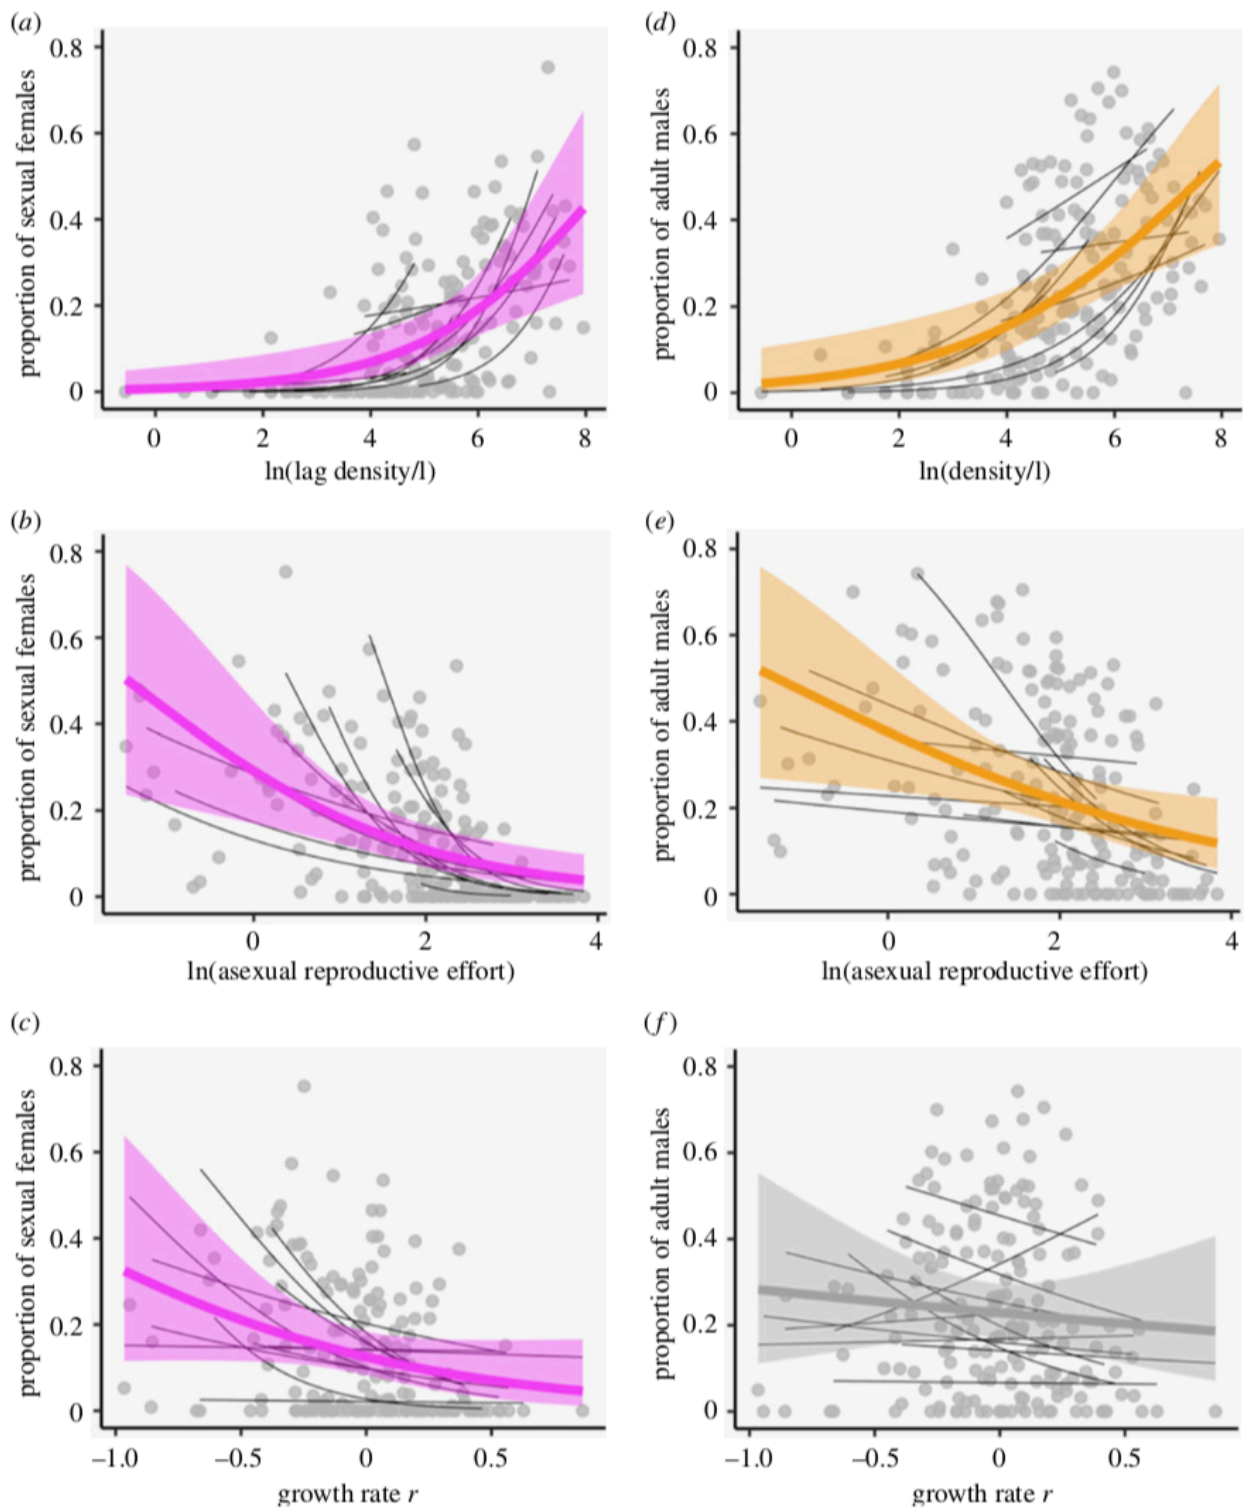 (a)
proportion of sexual females
0.8
0.6
0.4
0.2
0
0 2 4 6 8
ln(lag density/l)
(d)
proportion of adult males
0.8
0.6
0.4
0.2
0
0 2 4 6 8
ln(density/l)
(b)
proportion of sexual females
0.8
0.6
0.4
0.2
0
0 2 4
ln(asexual reproductive effort)
(e)
proportion of adult males
0.8
0.6
0.4
0.2
0
0 2 4
ln(asexual reproductive effort)
(c)
proportion of sexual females
0.8
0.6
0.4
0.2
0
–1.0 –0.5 0 0.5
growth rate r
(f)
proportion of adult males
0.8
0.6
0.4
0.2
0
–1.0 –0.5 0 0.5
growth rate r